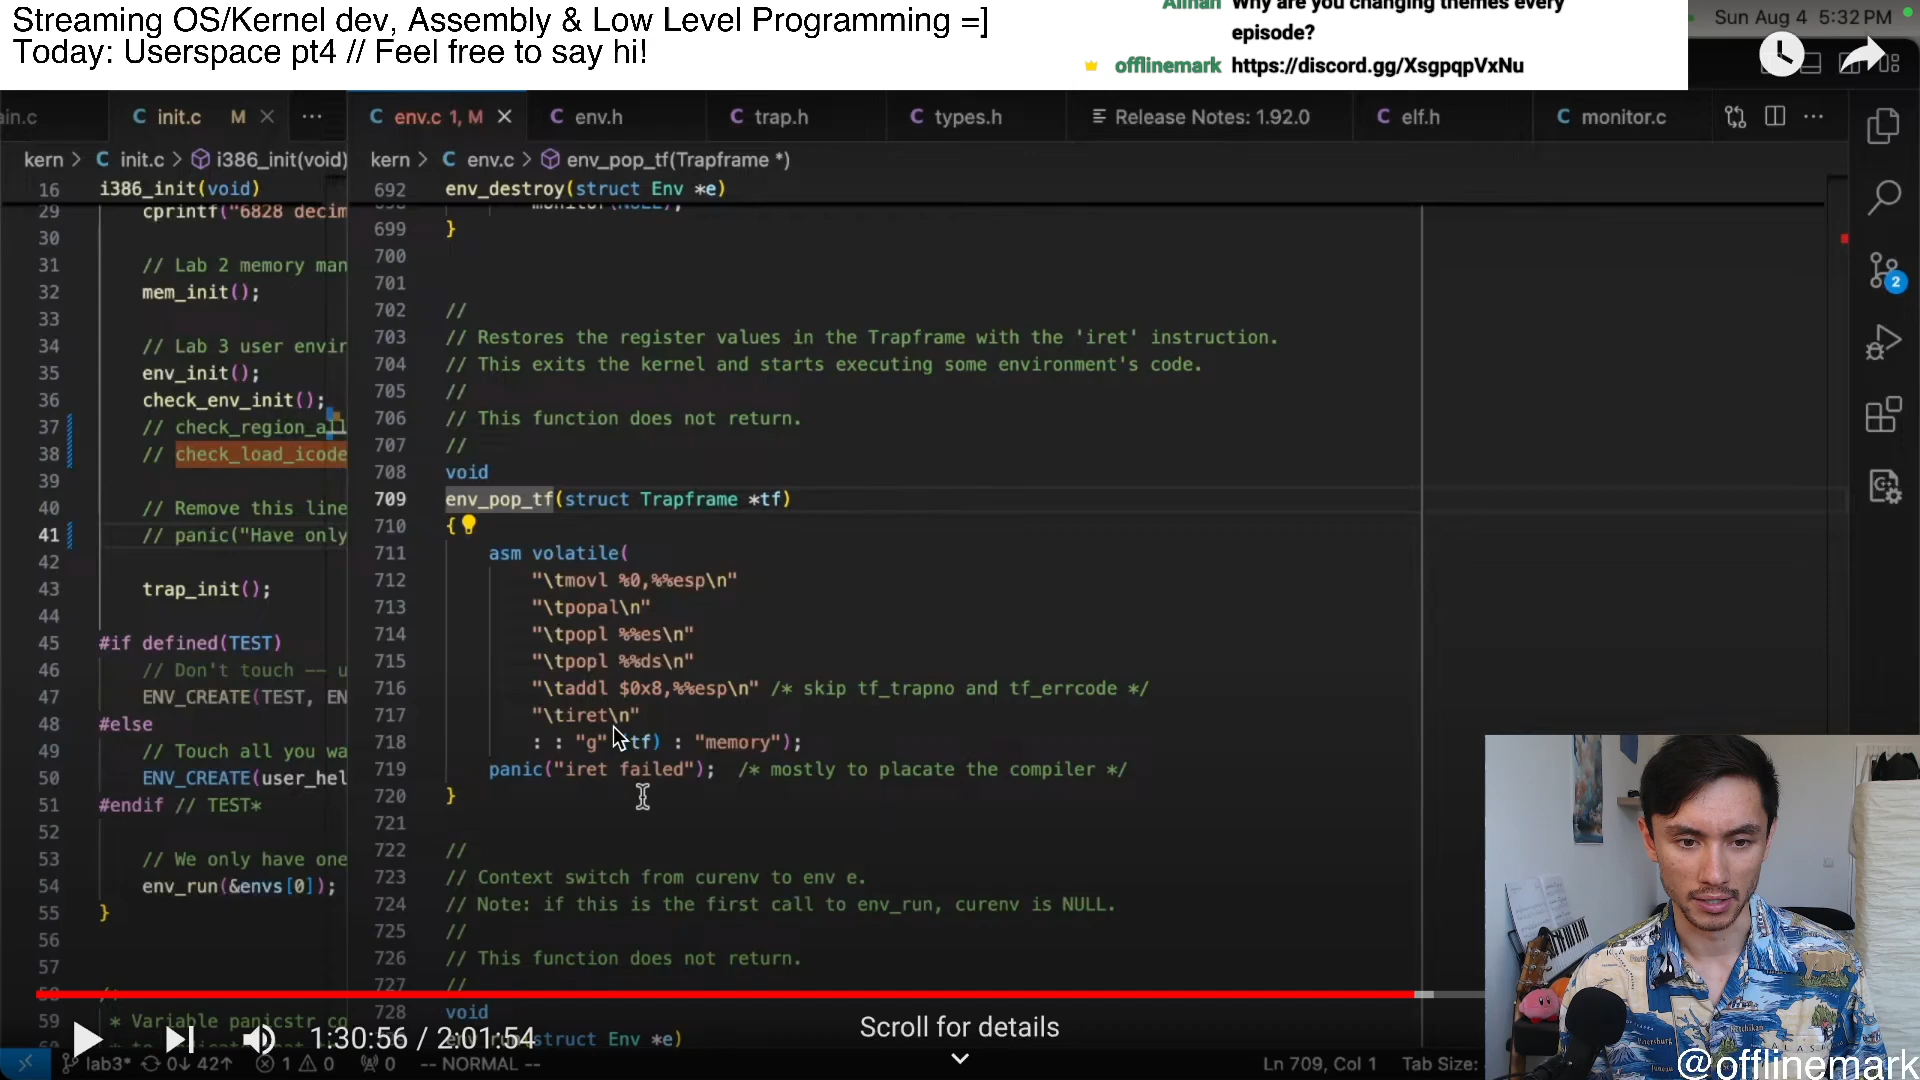 Streaming OS/Kernel dev, Assembly & Low Level Programming =]
Today: Userspace pt4 // Feel free to say hi!
Why are you changing themes every
episode?
offlinemark https://discord.gg/XsgpqpVxNu
Sun Aug 4 5:32 PM
init.c M
env.c 1, M
env.h
trap.h
types.h
Release Notes: 1.92.0
elf.h
monitor.c
kern > C init.c > i386_init(void)
16 i386_init(void)
29 cprintf("6828 decim
30
31 // Lab 2 memory man
32 mem_init();
33
34 // Lab 3 user envir
35 env_init();
36 check_env_init();
37 // check_region_all
38 // check_load_icode
39
40 // Remove this line
41 // panic("Have only
42
43 trap_init();
44
45 #if defined(TEST)
46 // Don't touch -- u
47 ENV_CREATE(TEST, EN
48 #else
49 // Touch all you wa
50 ENV_CREATE(user_hel
51 #endif // TEST*
52
53 // We only have one
54 env_run(&envs[0]);
55 }
56
57
59 * Variable panicstr co
kern > C env.c > env_pop_tf(Trapframe *)
692 env_destroy(struct Env *e)
699 }
700
701
702 //
703 // Restores the register values in the Trapframe with the 'iret' instruction.
704 // This exits the kernel and starts executing some environment's code.
705 //
706 // This function does not return.
707 //
708 void
709 env_pop_tf(struct Trapframe *tf)
710 {
711 asm volatile(
712 "\tmovl %0,%%esp\n"
713 "\tpopal\n"
714 "\tpopl %%es\n"
715 "\tpopl %%ds\n"
716 "\taddl $0x8,%%esp\n" /* skip tf_trapno and tf_errcode */
717 "\tiret\n"
718 : : "g" tf) : "memory");
719 panic("iret failed"); /* mostly to placate the compiler */
720 }
721
722 //
723 // Context switch from curenv to env e.
724 // Note: if this is the first call to env_run, curenv is NULL.
725 //
726 // This function does not return.
727 //
728 void
struct Env *e)
2
1:30:56 / 2:01:54
Scroll for details
lab3* 0↓ 42↑ 1 0 0 -- NORMAL --
Ln 709, Col 1 Tab Size:
@offlinemark